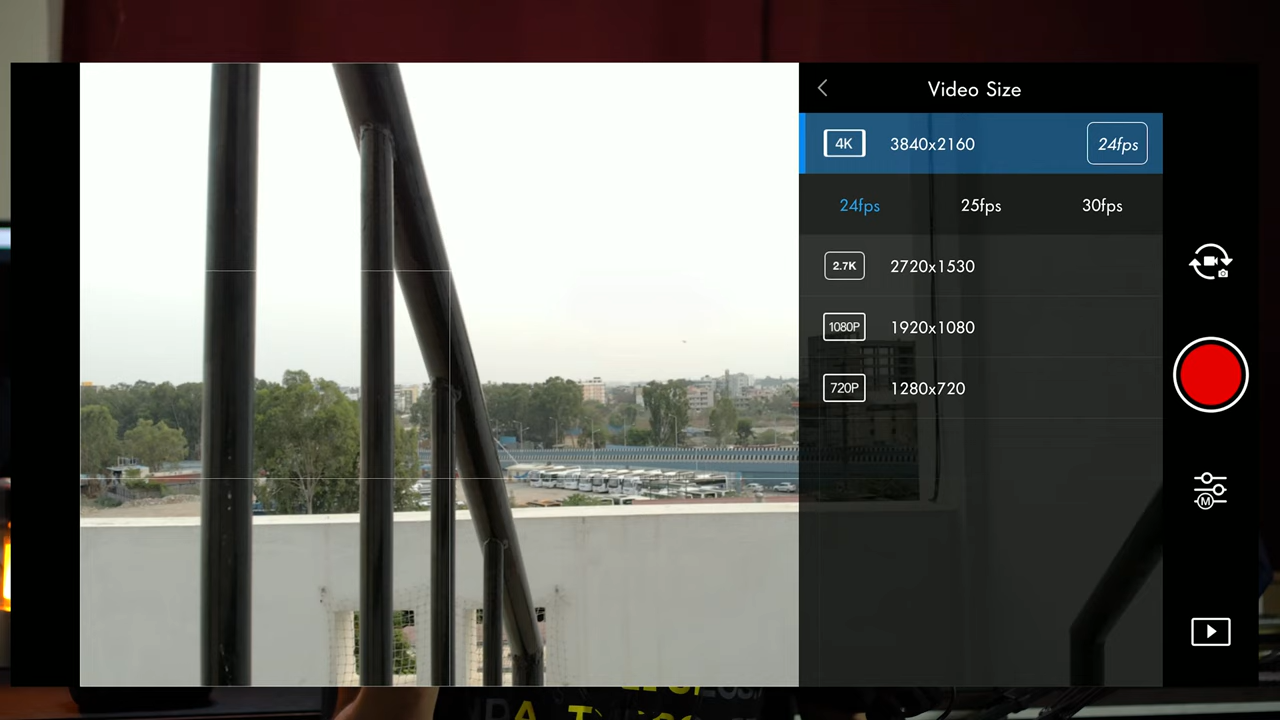 Video Size
4K 3840x2160 24fps
24fps 25fps 30fps
2.7K 2720x1530
1080P 1920x1080
720P 1280x720
M